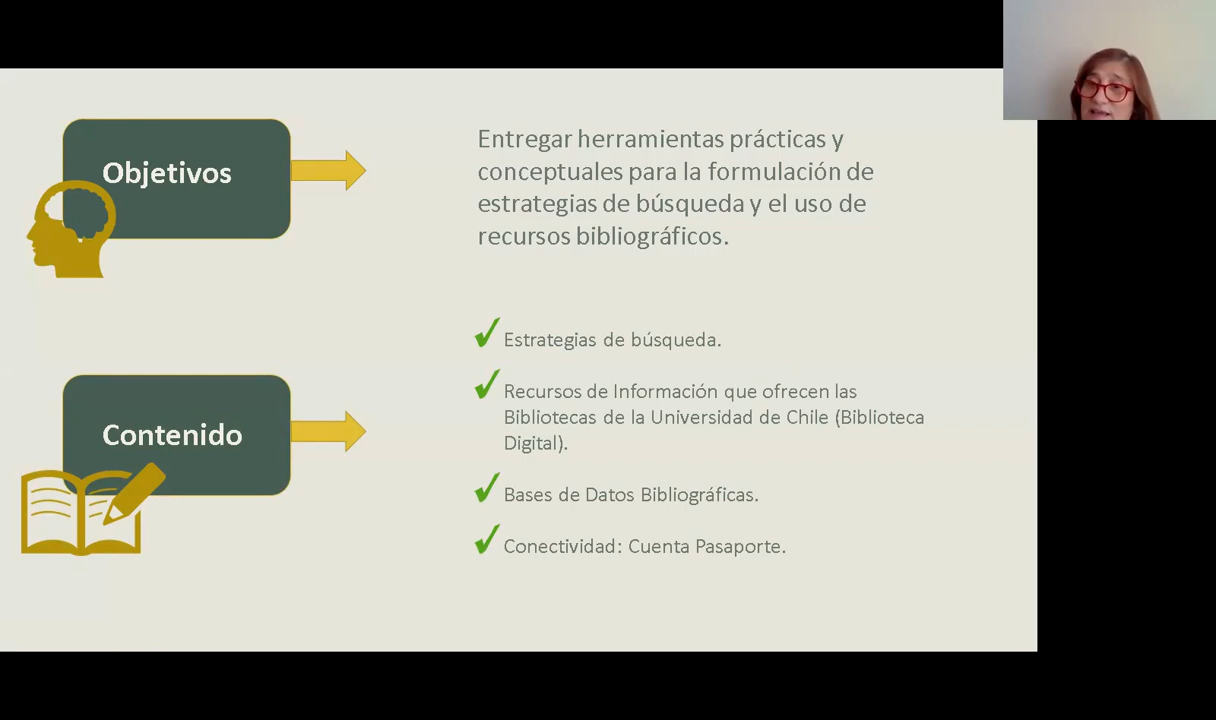 Objetivos
Entregar herramientas prácticas y
conceptuales para la formulación de
estrategias de búsqueda y el uso de
recursos bibliográficos.
Contenido
Estrategias de búsqueda.
Recursos de Información que ofrecen las
Bibliotecas de la Universidad de Chile (Biblioteca
Digital).
Bases de Datos Bibliográficas.
Conectividad: Cuenta Pasaporte.